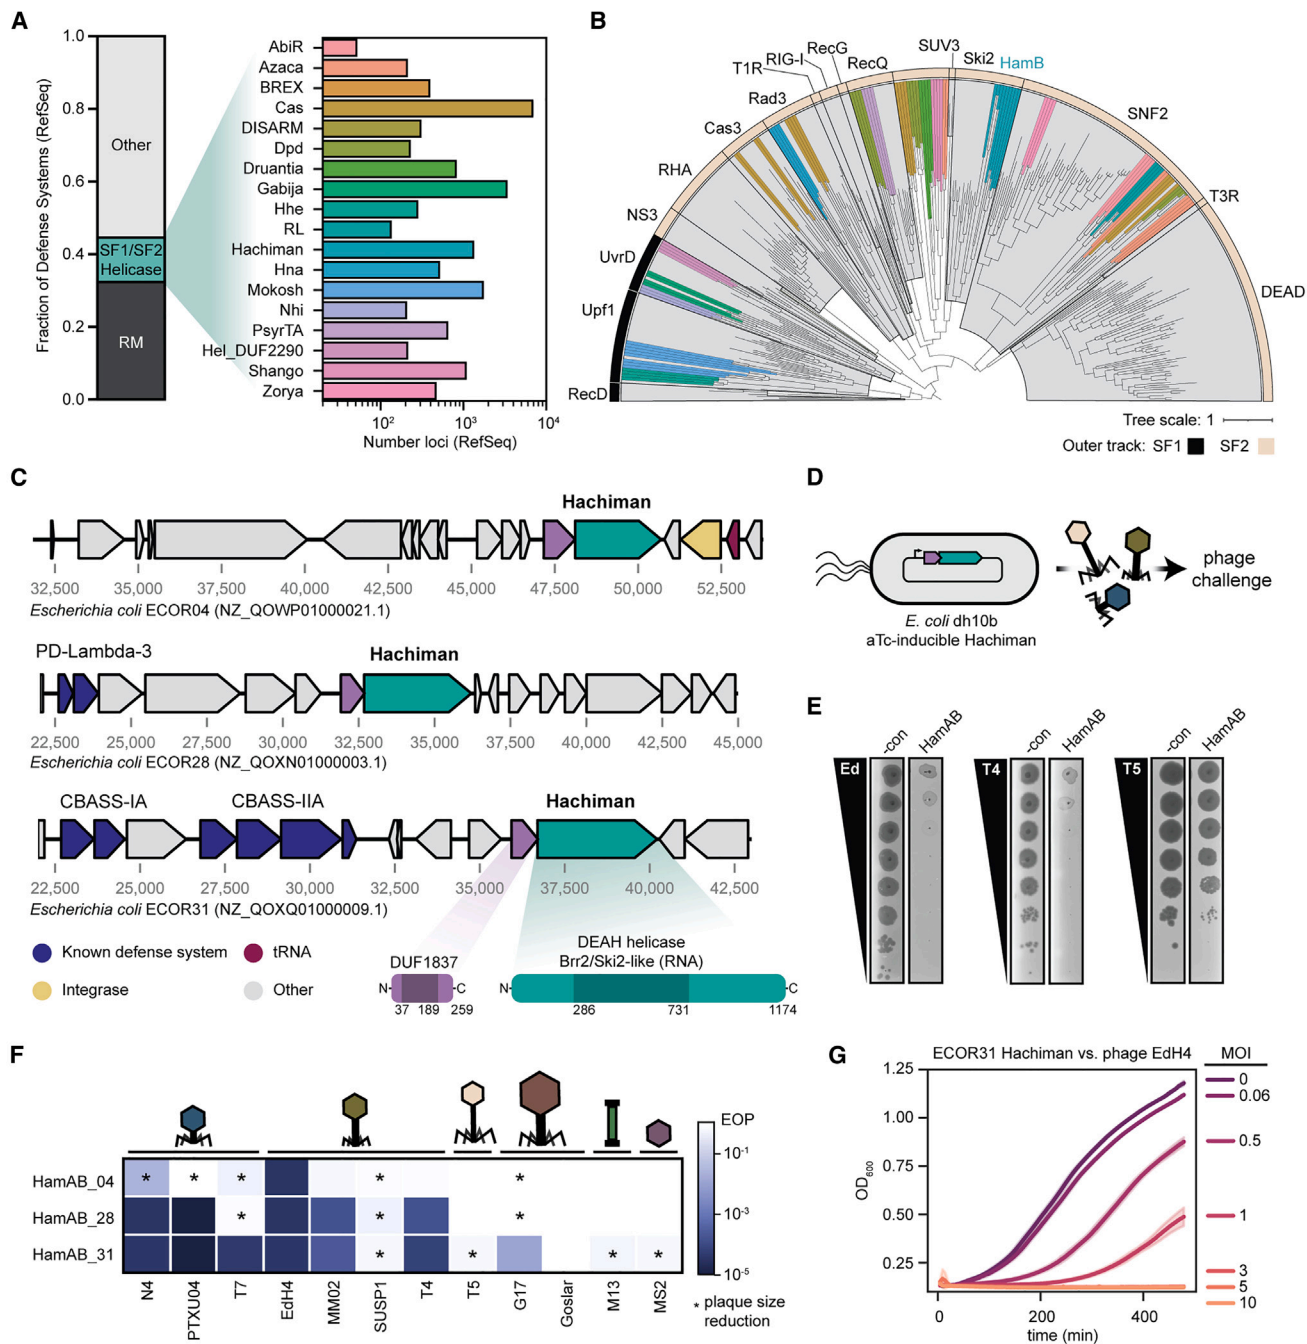 A
Fraction of Defense Systems (RefSeq)
1.0
0.8
0.6
0.4
0.2
0.0
Other
SF1/SF2
Helicase
RM
AbiR
Azaca
BREX
Cas
DISARM
Dpd
Druantia
Gabija
Hhe
RL
Hachiman
Hna
Mokosh
Nhi
PsyrTA
Hel_DUF2290
Shango
Zorya
10²
10³
10⁴
Number loci (RefSeq)
B
RecD
Upf1
UvrD
NS3
RHA
Cas3
Rad3
T1R
RIG-I
RecG
RecQ
SUV3
Ski2
HamB
SNF2
T3R
DEAD
Tree scale: 1
Outer track: SF1 SF2
C
Hachiman
32,500 35,000 37,500 40,000 42,500 45,000 47,500 50,000 52,500
Escherichia coli ECOR04 (NZ_QOWP01000021.1)
PD-Lambda-3
Hachiman
22,500 25,000 27,500 30,000 32,500 35,000 37,500 40,000 42,500 45,000
Escherichia coli ECOR28 (NZ_QOXN01000003.1)
CBASS-IA
CBASS-IIA
Hachiman
22,500 25,000 27,500 30,000 32,500 35,000 37,500 40,000 42,500
Escherichia coli ECOR31 (NZ_QOXQ01000009.1)
Known defense system
tRNA
Integrase
Other
DUF1837
N- -C
37 189 259
DEAH helicase
Brr2/Ski2-like (RNA)
N- -C
286 731 1174
D
E. coli dh10b
aTc-inducible Hachiman
phage
challenge
E
-con HamAB
Ed
-con HamAB
T4
-con HamAB
T5
F
HamAB_04
HamAB_28
HamAB_31
* * * * *
* * *
* * * *
N4
PTXU04
T7
EdH4
MM02
SUSP1
T4
T5
G17
Goslar
M13
MS2
EOP
10⁻¹
10⁻³
10⁻⁵
* plaque size
reduction
G
ECOR31 Hachiman vs. phage EdH4
MOI
OD₆₀₀
1.25
1.00
0.75
0.50
0.25
0 200 400
time (min)
0
0.06
0.5
1
3
5
10